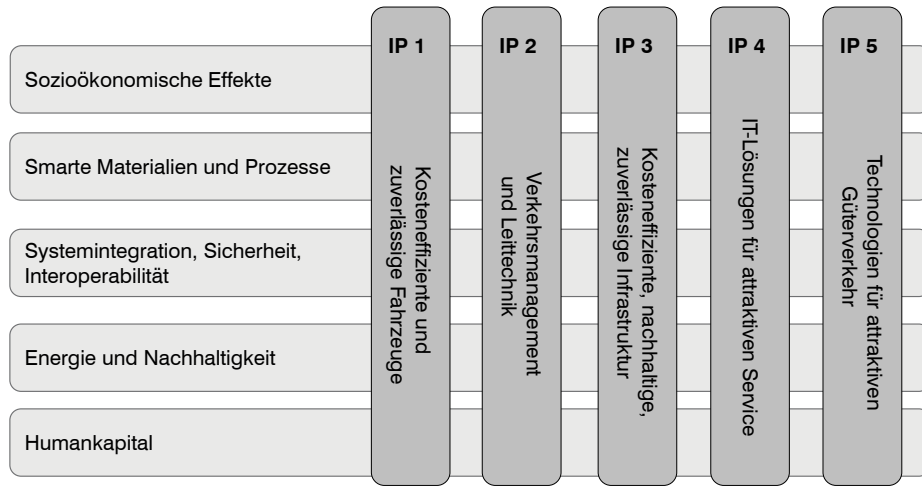 IP 1
IP 2
IP 3
IP 4
IP 5
Sozioökonomische Effekte
Smarte Materialien und Prozesse
Systemintegration, Sicherheit,
Interoperabilität
Energie und Nachhaltigkeit
Humankapital
Kosteneffiziente und
zuverlässige Fahrzeuge
Verkehrsmanagement
und Leittechnik
Kosteneffiziente, nachhaltige,
zuverlässige Infrastruktur
IT-Lösungen für attraktiven Service
Technologien für attraktiven
Güterverkehr